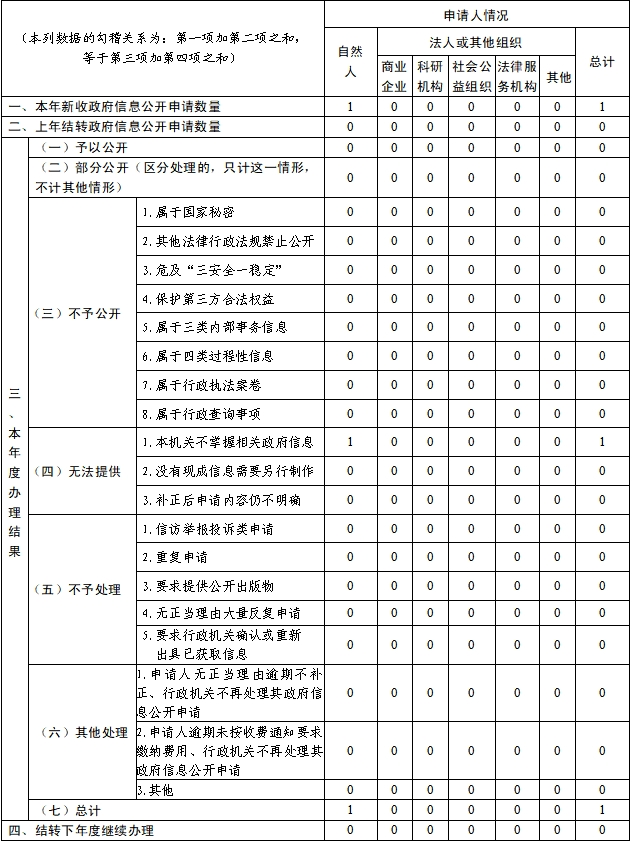 （本列数据的勾稽关系为：第一项加第二项之和，
等于第三项加第四项之和）
申请人情况
自然
人
法人或其他组织
总计
商业
企业
科研
机构
社会公
益组织
法律服
务机构
其他
一、本年新收政府信息公开申请数量 1 0 0 0 0 0 1
二、上年结转政府信息公开申请数量 0 0 0 0 0 0 0
三、本年度办理结果
（一）予以公开 0 0 0 0 0 0 0
（二）部分公开（区分处理的，只计这一情形，
不计其他情形） 0 0 0 0 0 0 0
（三）不予公开
1.属于国家秘密 0 0 0 0 0 0 0
2.其他法律行政法规禁止公开 0 0 0 0 0 0 0
3.危及“三安全一稳定” 0 0 0 0 0 0 0
4.保护第三方合法权益 0 0 0 0 0 0 0
5.属于三类内部事务信息 0 0 0 0 0 0 0
6.属于四类过程性信息 0 0 0 0 0 0 0
7.属于行政执法案卷 0 0 0 0 0 0 0
8.属于行政查询事项 0 0 0 0 0 0 0
（四）无法提供
1.本机关不掌握相关政府信息 1 0 0 0 0 0 1
2.没有现成信息需要另行制作 0 0 0 0 0 0 0
3.补正后申请内容仍不明确 0 0 0 0 0 0 0
（五）不予处理
1.信访举报投诉类申请 0 0 0 0 0 0 0
2.重复申请 0 0 0 0 0 0 0
3.要求提供公开出版物 0 0 0 0 0 0 0
4.无正当理由大量反复申请 0 0 0 0 0 0 0
5.要求行政机关确认或重新
出具已获取信息 0 0 0 0 0 0 0
（六）其他处理
1.申请人无正当理由逾期不补
正、行政机关不再处理其政府信
息公开申请 0 0 0 0 0 0 0
2.申请人逾期未按收费通知要求
缴纳费用、行政机关不再处理其
政府信息公开申请 0 0 0 0 0 0 0
3.其他 0 0 0 0 0 0 0
（七）总计 1 0 0 0 0 0 1
四、结转下年度继续办理 0 0 0 0 0 0 0